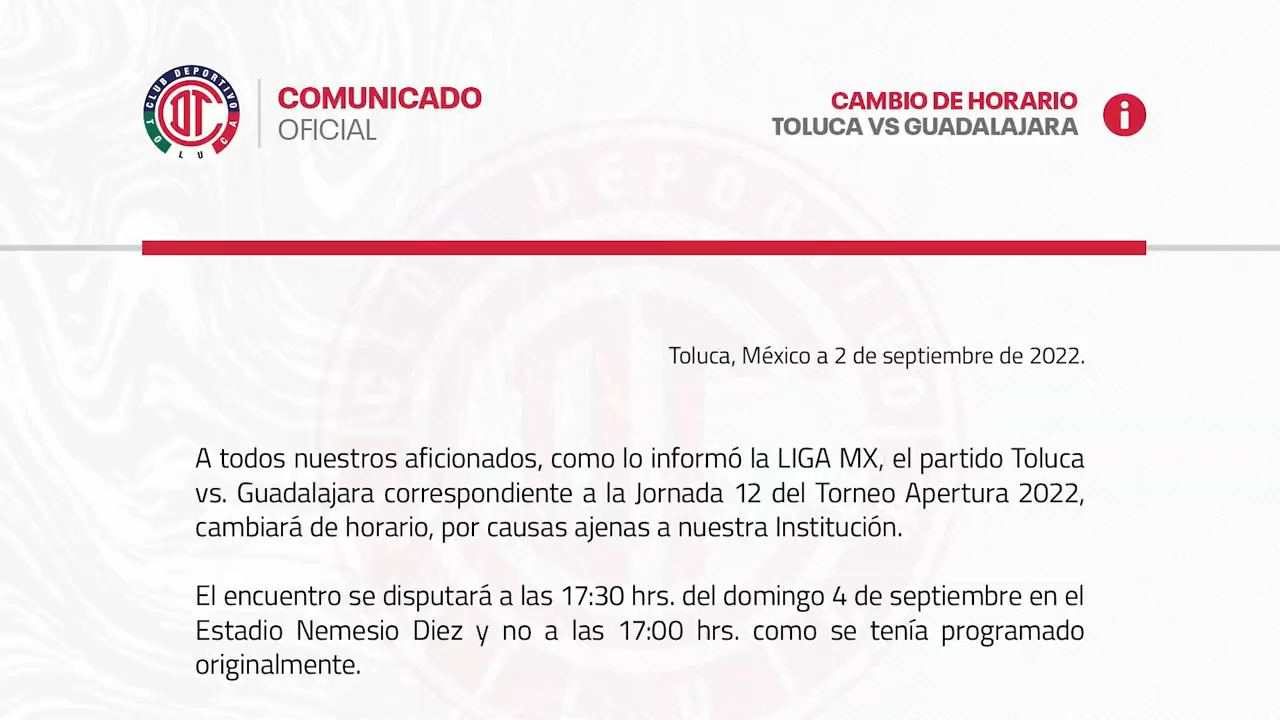 CLUB DEPORTIVO
TOLUCA
COMUNICADO
OFICIAL
CAMBIO DE HORARIO
TOLUCA VS GUADALAJARA
Toluca, México a 2 de septiembre de 2022.
A todos nuestros aficionados, como lo informó la LIGA MX, el partido Toluca
vs. Guadalajara correspondiente a la Jornada 12 del Torneo Apertura 2022,
cambiará de horario, por causas ajenas a nuestra Institución.
El encuentro se disputará a las 17:30 hrs. del domingo 4 de septiembre en el
Estadio Nemesio Diez y no a las 17:00 hrs. como se tenía programado
originalmente.